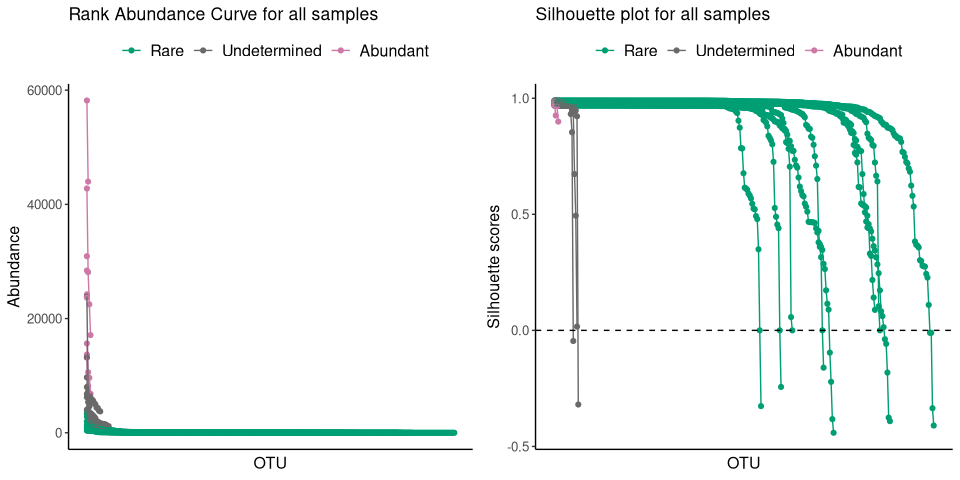 Rank Abundance Curve for all samples
Rare Undetermined Abundant
60000
40000
20000
0
Abundance
OTU
Silhouette plot for all samples
Rare Undetermined Abundant
1.0
0.5
0.0
-0.5
Silhouette scores
OTU